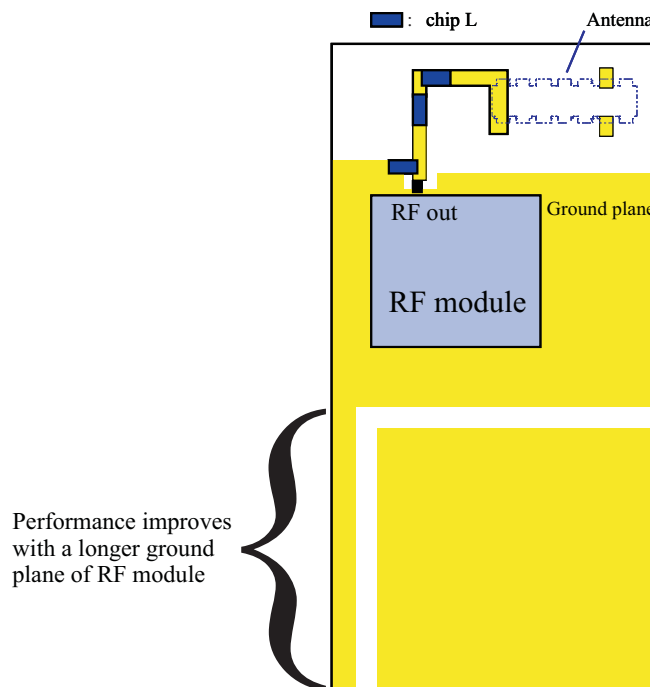 : chip L
Antenna
RF out
Ground plane
RF module
Performance improves
with a longer ground
plane of RF module